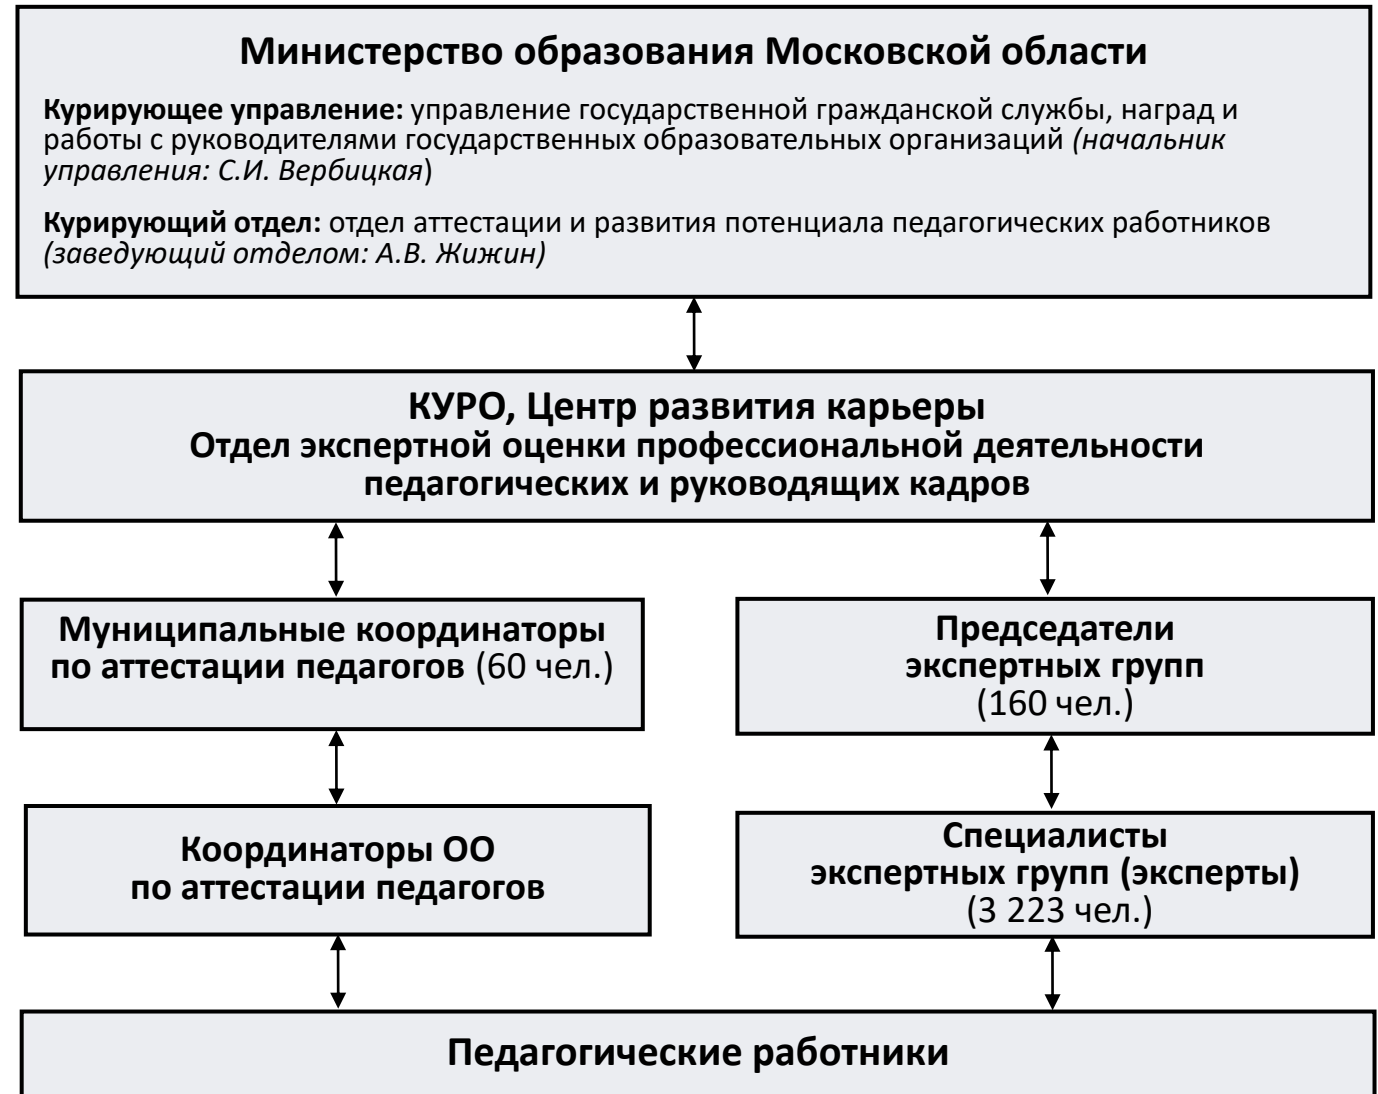 Министерство образования Московской области
Курирующее управление: управление государственной гражданской службы, наград и
работы с руководителями государственных образовательных организаций (начальник
управления: С.И. Вербицкая)
Курирующий отдел: отдел аттестации и развития потенциала педагогических работников
(заведующий отделом: А.В. Жижин)
КУРО, Центр развития карьеры
Отдел экспертной оценки профессиональной деятельности
педагогических и руководящих кадров
Муниципальные координаторы
по аттестации педагогов (60 чел.)
Председатели
экспертных групп
(160 чел.)
Координаторы ОО
по аттестации педагогов
Специалисты
экспертных групп (эксперты)
(3 223 чел.)
Педагогические работники